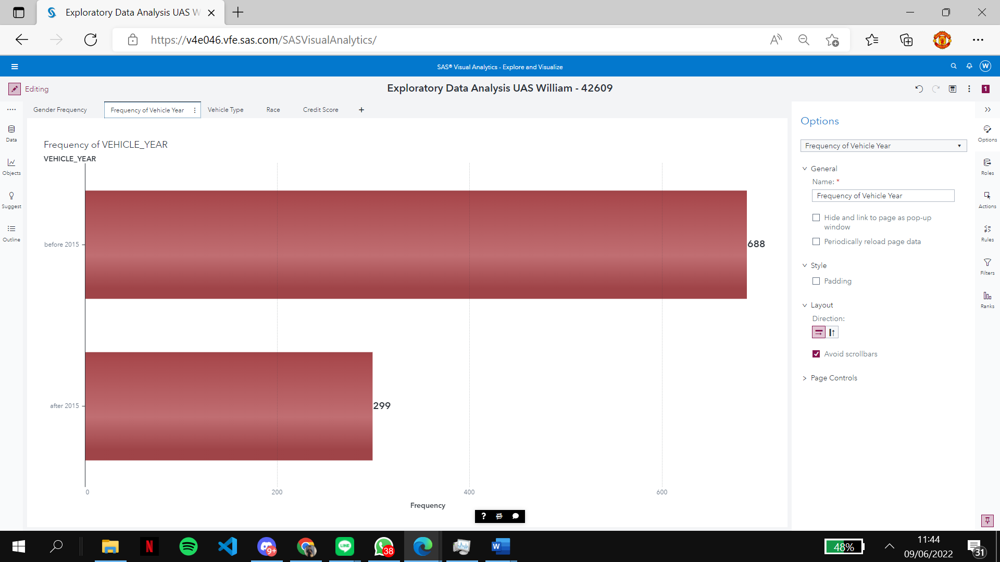 Exploratory Data Analysis UAS W
https://v4e046.vfe.sas.com/SASVisualAnalytics/
SAS® Visual Analytics - Explore and Visualize
W
Editing
Exploratory Data Analysis UAS William - 42609
1
Gender Frequency
Frequency of Vehicle Year
Vehicle Type
Race
Credit Score
Data
Objects
Suggest
Outline
Frequency of VEHICLE_YEAR
VEHICLE_YEAR
before 2015
688
after 2015
299
0
200
400
600
Frequency
?
Options
Frequency of Vehicle Year
General
Name: *
Frequency of Vehicle Year
Hide and link to page as pop-up
window
Periodically reload page data
Style
Padding
Layout
Direction:
Avoid scrollbars
Page Controls
Options
Roles
Actions
Rules
Filters
Ranks
N
9+
LINE
38
W
48%
11:44
09/06/2022
31